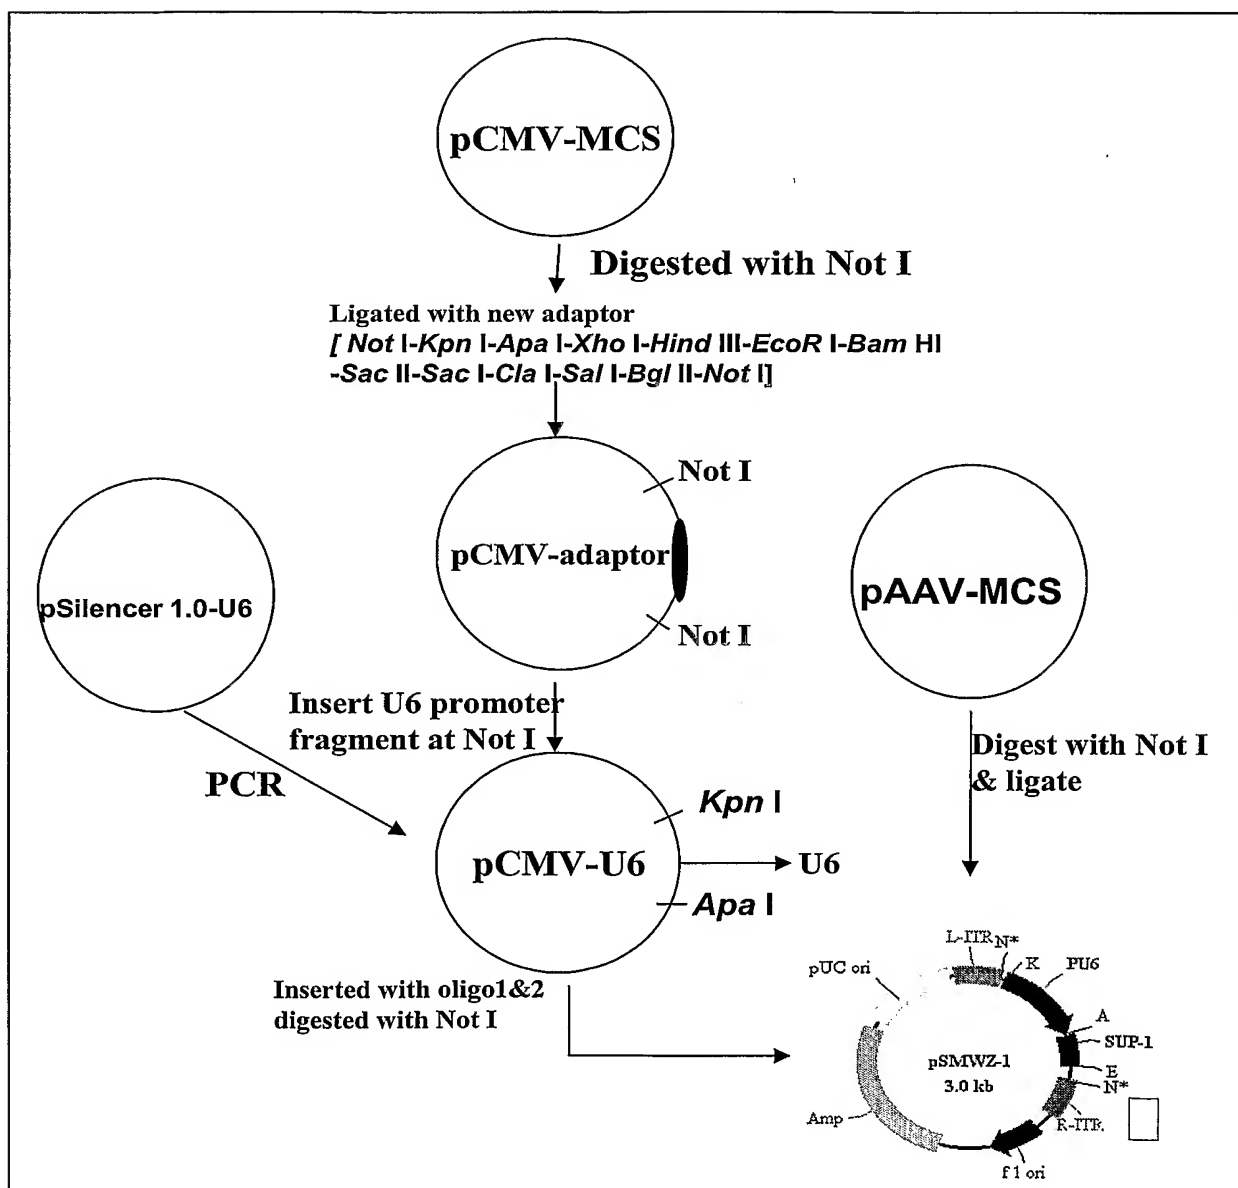 pCMV-MCS
Digested with Not I
Ligated with new adaptor
[ Not I-Kpn I-Apa I-Xho I-Hind III-EcoR I-Bam HI
-Sac II-Sac I-Cla I-Sal I-Bgl II-Not I]
Not I
pCMV-adaptor
Not I
pSilencer 1.0-U6
pAAV-MCS
Insert U6 promoter
fragment at Not I
PCR
Digest with Not I
& ligate
Kpn I
pCMV-U6
U6
Apa I
Inserted with oligo1&2
digested with Not I
L-ITR
N*
K
PU6
pUC ori
A
SUP-1
E
N*
R-ITR
pSMWZ-1
3.0 kb
Amp
f1 ori